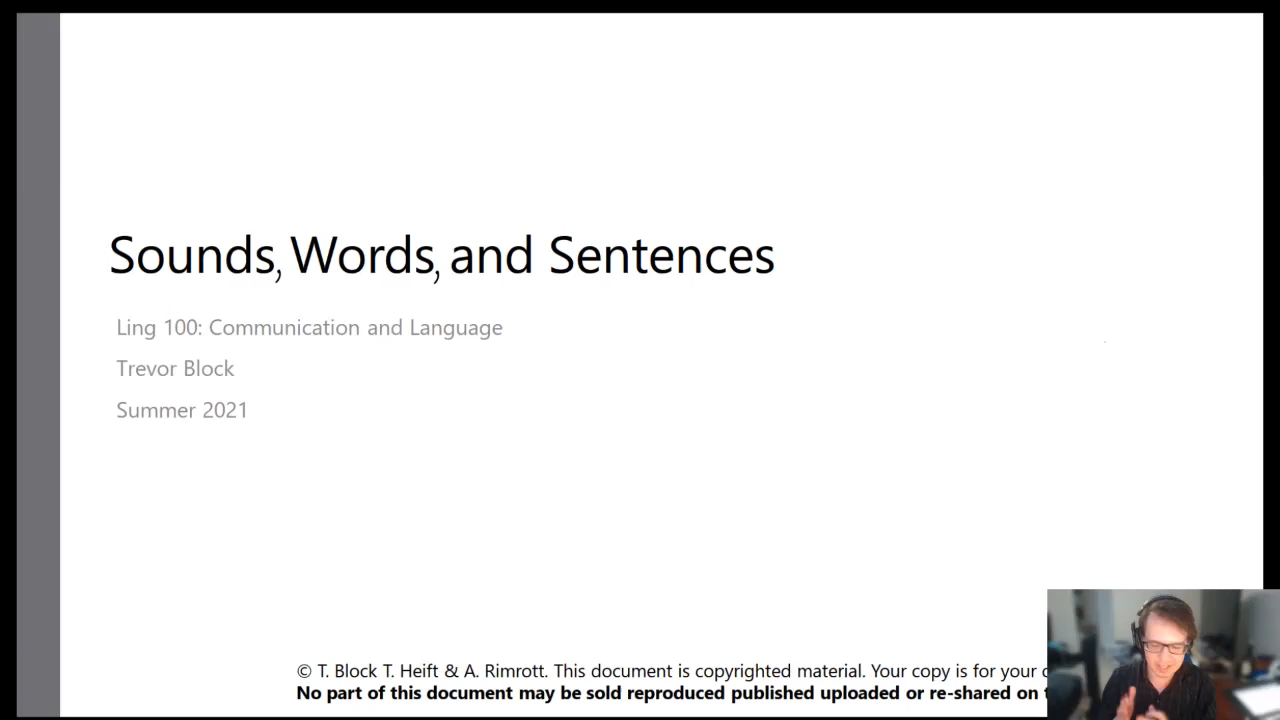 Sounds, Words, and Sentences
Ling 100: Communication and Language
Trevor Block
Summer 2021
© T. Block T. Heift & A. Rimrott. This document is copyrighted material. Your copy is for your
No part of this document may be sold reproduced published uploaded or re-shared on